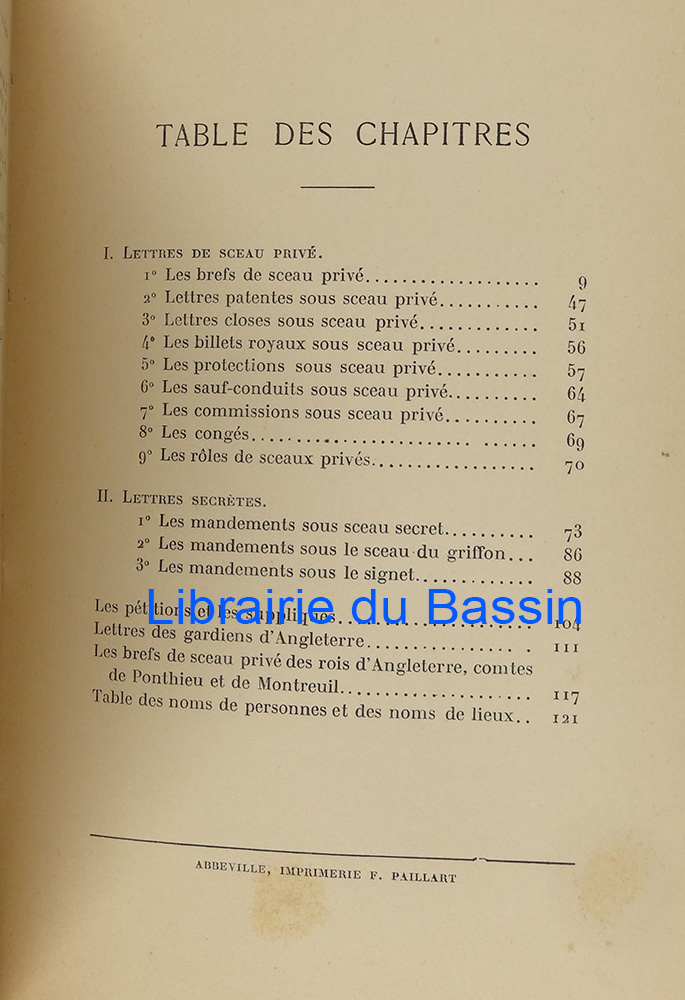 TABLE DES CHAPITRES
I. LETTRES DE SCEAU PRIVÉ.
1° Les brefs de sceau privé................... 9
2° Lettres patentes sous sceau privé........... 47
3° Lettres closes sous sceau privé............. 51
4° Les billets royaux sous sceau privé......... 56
5° Les protections sous sceau privé........... 57
6° Les sauf-conduits sous sceau privé......... 64
7° Les commissions sous sceau privé.......... 67
8° Les congés.............................. 69
9° Les rôles de sceaux privés.................. 70
II. LETTRES SECRÈTES.
1° Les mandements sous sceau secret.......... 73
2° Les mandements sous le sceau du griffon... 86
3° Les mandements sous le signet............. 88
Les pétitions et les suppliques.................... 104
Librairie du Bassin
Lettres des gardiens d'Angleterre................ . 111
Les brefs de sceau privé des rois d'Angleterre, comtes
de Ponthieu et de Montreuil.................... 117
Table des noms de personnes et des noms de lieux.. 121
ABBEVILLE, IMPRIMERIE F. PAILLART